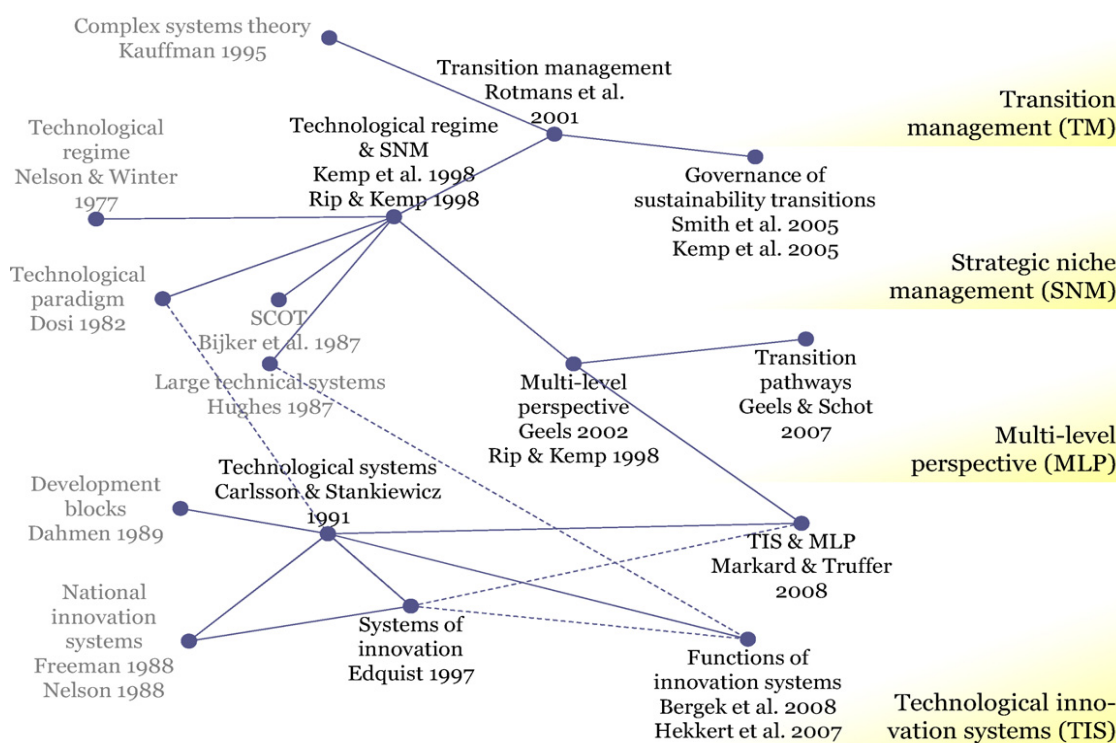 Complex systems theory
Kauffman 1995
Transition management
Rotmans et al.
2001
Transition
management (TM)
Technological
regime
Nelson & Winter
1977
Technological regime
& SNM
Kemp et al. 1998
Rip & Kemp 1998
Governance of
sustainability transitions
Smith et al. 2005
Kemp et al. 2005
Strategic niche
management (SNM)
Technological
paradigm
Dosi 1982
SCOT
Bijker et al. 1987
Large technical systems
Hughes 1987
Multi-level
perspective
Geels 2002
Rip & Kemp 1998
Transition
pathways
Geels & Schot
2007
Multi-level
perspective (MLP)
Development
blocks
Dahmen 1989
Technological systems
Carlsson & Stankiewicz
1991
TIS & MLP
Markard & Truffer
2008
National
innovation
systems
Freeman 1988
Nelson 1988
Systems of
innovation
Edquist 1997
Functions of
innovation systems
Bergek et al. 2008
Hekkert et al. 2007
Technological inno-
vation systems (TIS)